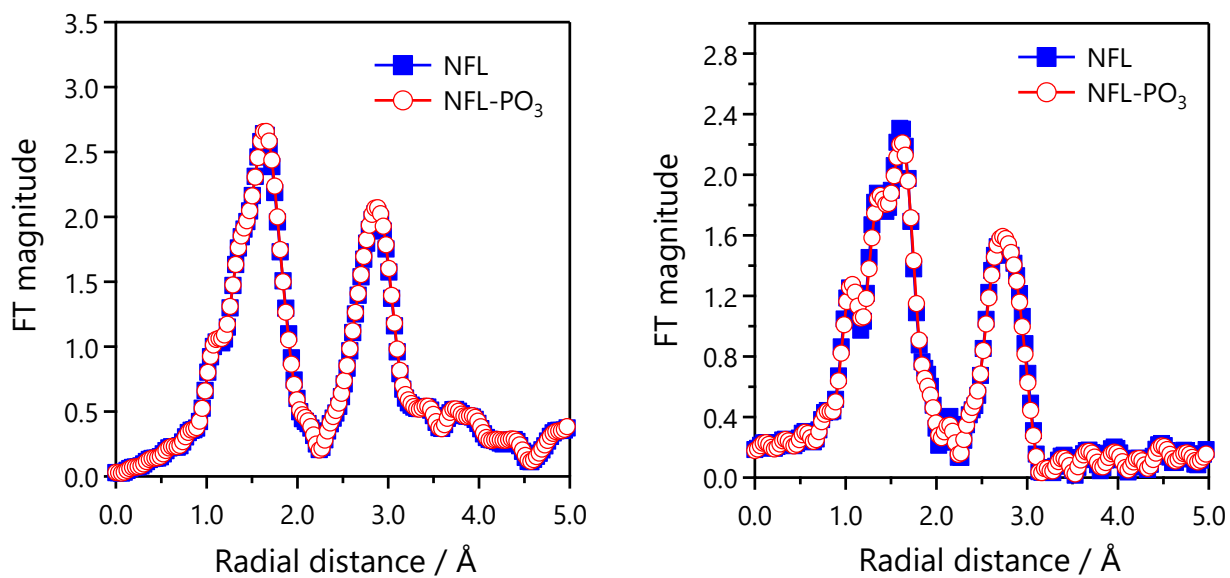 3.5
3.0
2.5
2.0
1.5
1.0
0.5
0.0
FT magnitude
NFL
NFL-PO₃
0.0 1.0 2.0 3.0 4.0 5.0
Radial distance / Å
2.8
2.4
2.0
1.6
1.2
0.8
0.4
0.0
FT magnitude
NFL
NFL-PO₃
0.0 1.0 2.0 3.0 4.0 5.0
Radial distance / Å